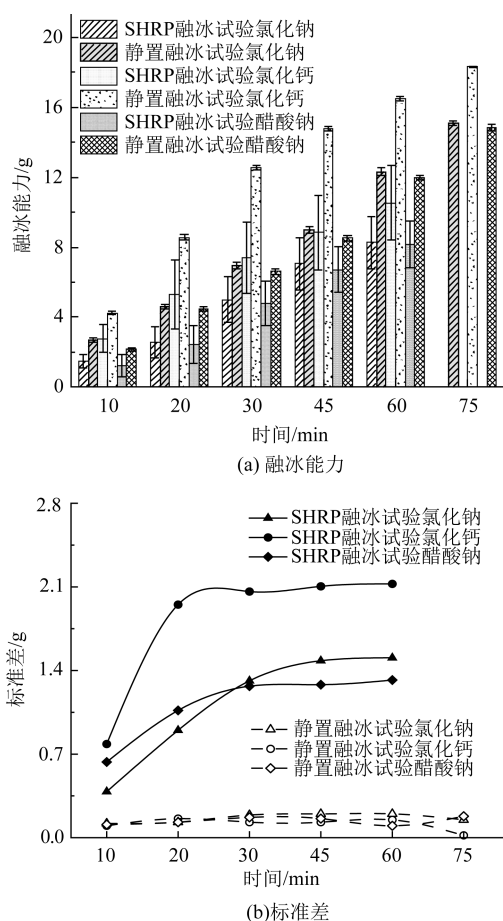 20
16
12
8
4
0
融冰能力/g
SHRP融冰试验氯化钠
静置融冰试验氯化钠
SHRP融冰试验氯化钙
静置融冰试验氯化钙
SHRP融冰试验醋酸钠
静置融冰试验醋酸钠
10 20 30 45 60 75
时间/min
(a) 融冰能力
2.8
2.1
1.4
0.7
0.0
标准差/g
SHRP融冰试验氯化钠
SHRP融冰试验氯化钙
SHRP融冰试验醋酸钠
静置融冰试验氯化钠
静置融冰试验氯化钙
静置融冰试验醋酸钠
10 20 30 45 60 75
时间/min
(b)标准差